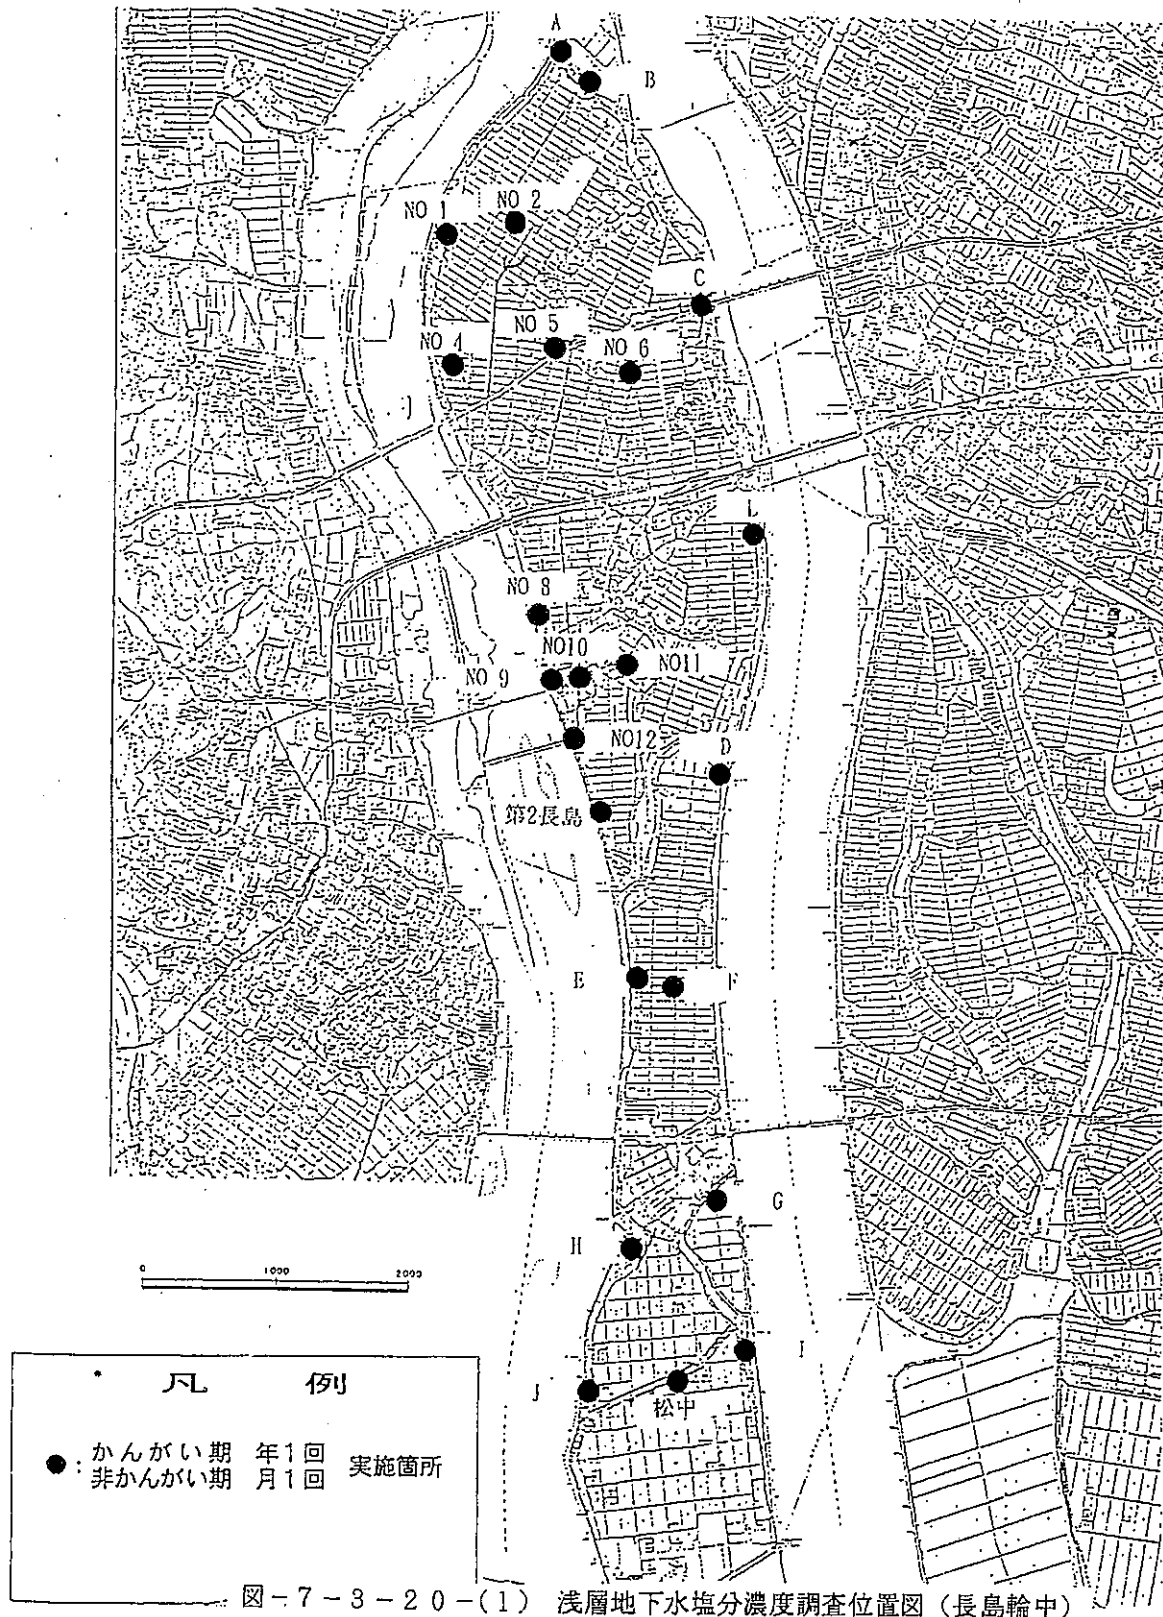 A
B
NO 1
NO 2
C
NO 4
NO 5
NO 6
L
NO 8
NO10
NO 9
NO11
NO12
D
第2長島
E
F
G
H
I
J
松中
0 1000 2000
凡 例
●: かんがい期 年1回 実施箇所
非かんがい期 月1回
図-7-3-20-(1) 浅層地下水塩分濃度調査位置図(長島輪中)